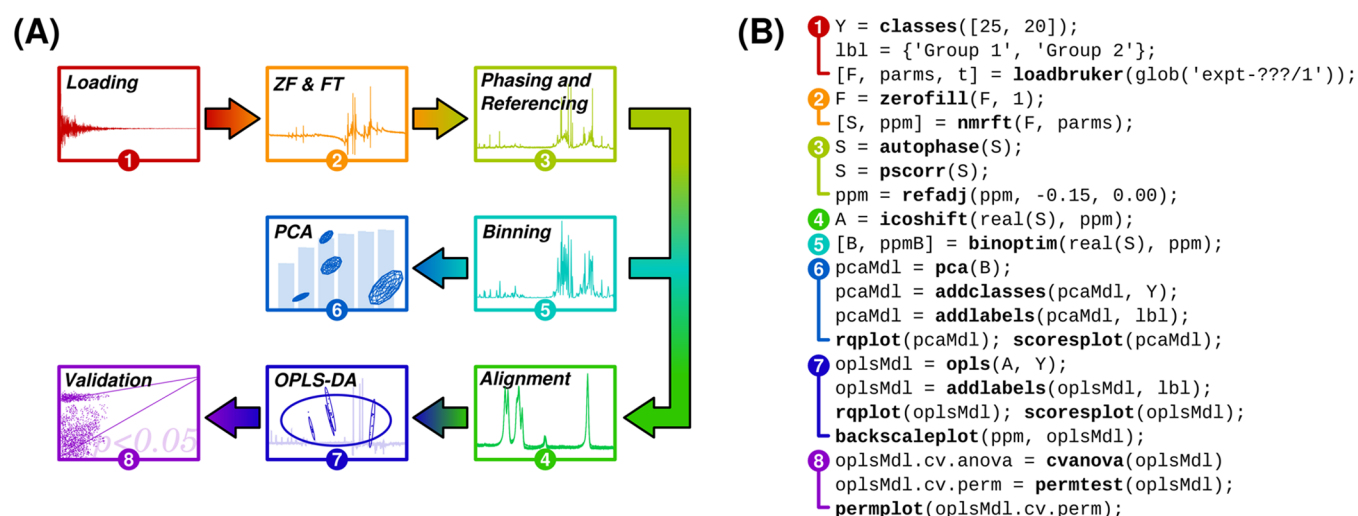 (A)
Loading
1
ZF & FT
2
Phasing and
Referencing
3
PCA
6
Binning
5
Validation
p<0.05
8
OPLS-DA
7
Alignment
4
(B)
1 Y = classes([25, 20]);
lbl = {'Group 1', 'Group 2'};
[F, parms, t] = loadbruker(glob('expt-???/1'));
2 F = zerofill(F, 1);
[S, ppm] = nmrft(F, parms);
3 S = autophase(S);
S = pscorr(S);
ppm = refadj(ppm, -0.15, 0.00);
4 A = icoshift(real(S), ppm);
5 [B, ppmB] = binoptim(real(S), ppm);
6 pcaMdl = pca(B);
pcaMdl = addclasses(pcaMdl, Y);
pcaMdl = addlabels(pcaMdl, lbl);
rqplot(pcaMdl); scoresplot(pcaMdl);
7 oplsMdl = opls(A, Y);
oplsMdl = addlabels(oplsMdl, lbl);
rqplot(oplsMdl); scoresplot(oplsMdl);
backscaleplot(ppm, oplsMdl);
8 oplsMdl.cv.anova = cvanova(oplsMdl)
oplsMdl.cv.perm = permtest(oplsMdl);
permplot(oplsMdl.cv.perm);